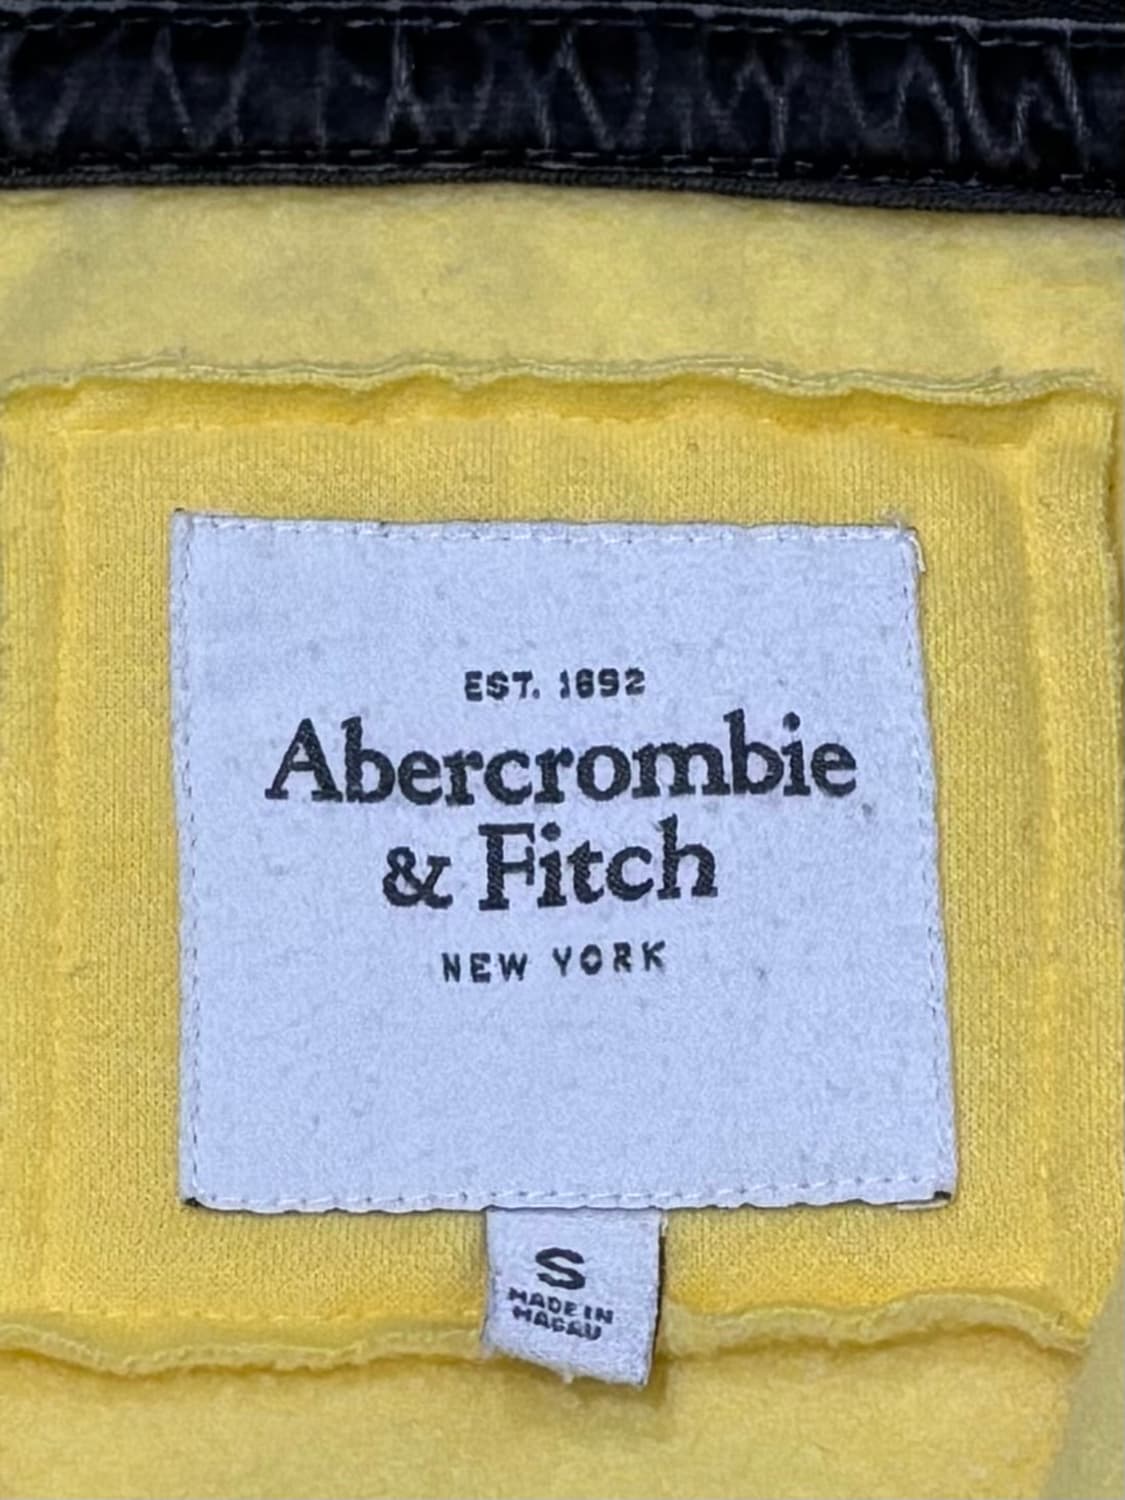 EST. 1892
Abercrombie
& Fitch
NEW YORK
S
MADE IN
MACAU